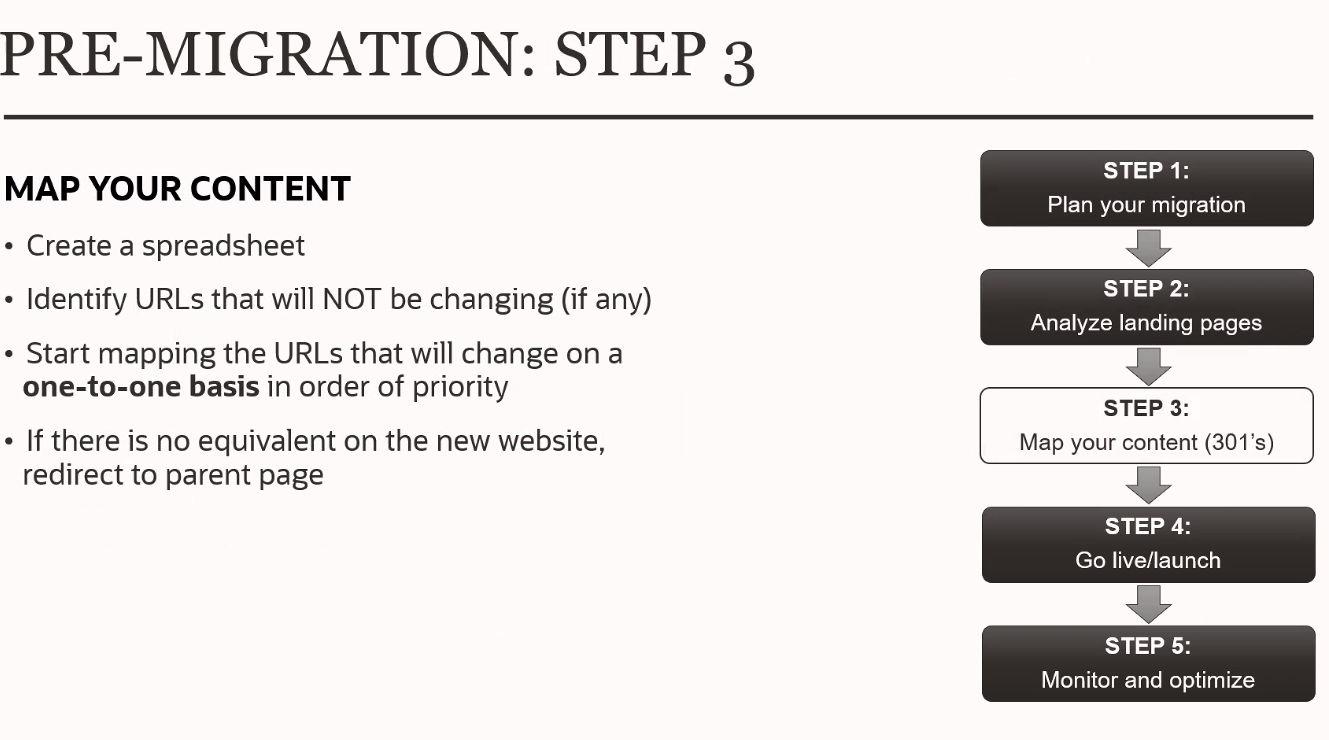 PRE-MIGRATION: STEP 3
MAP YOUR CONTENT
• Create a spreadsheet
• Identify URLs that will NOT be changing (if any)
• Start mapping the URLs that will change on a
one-to-one basis in order of priority
• If there is no equivalent on the new website,
redirect to parent page
STEP 1:
Plan your migration
STEP 2:
Analyze landing pages
STEP 3:
Map your content (301’s)
STEP 4:
Go live/launch
STEP 5:
Monitor and optimize